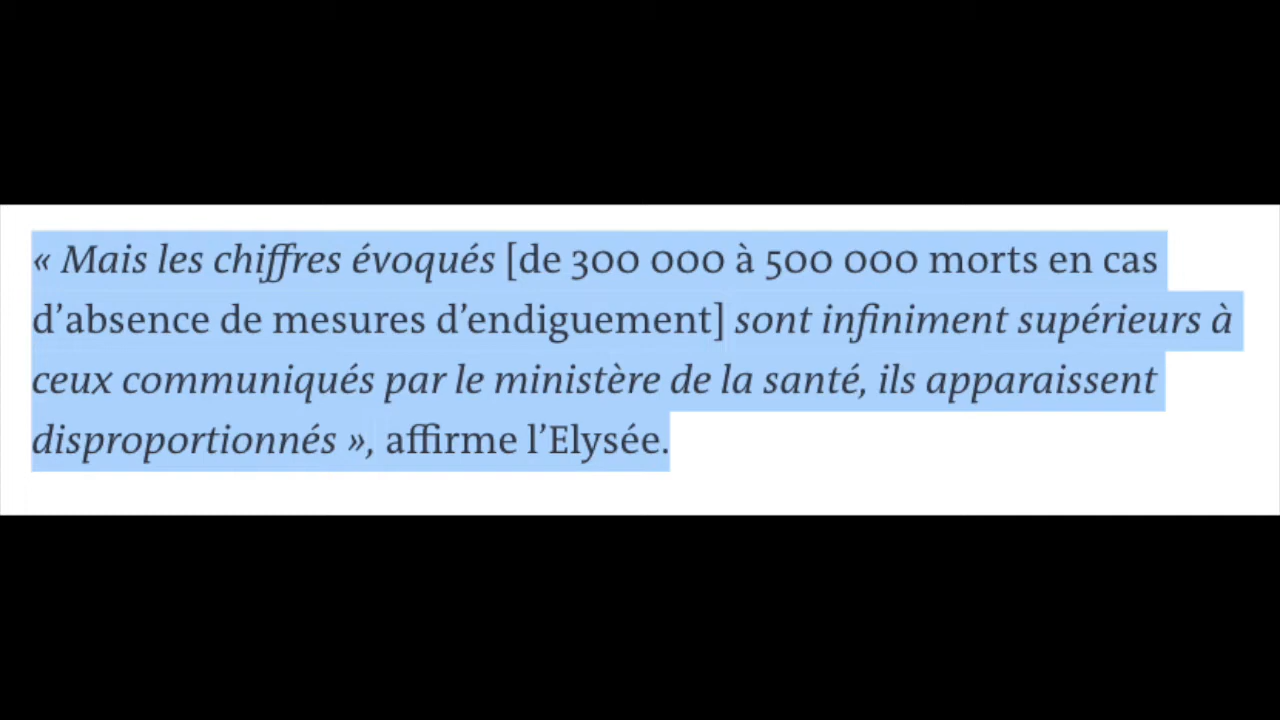 « Mais les chiffres évoqués [de 300 000 à 500 000 morts en cas
d’absence de mesures d’endiguement] sont infiniment supérieurs à
ceux communiqués par le ministère de la santé, ils apparaissent
disproportionnés », affirme l’Elysée.